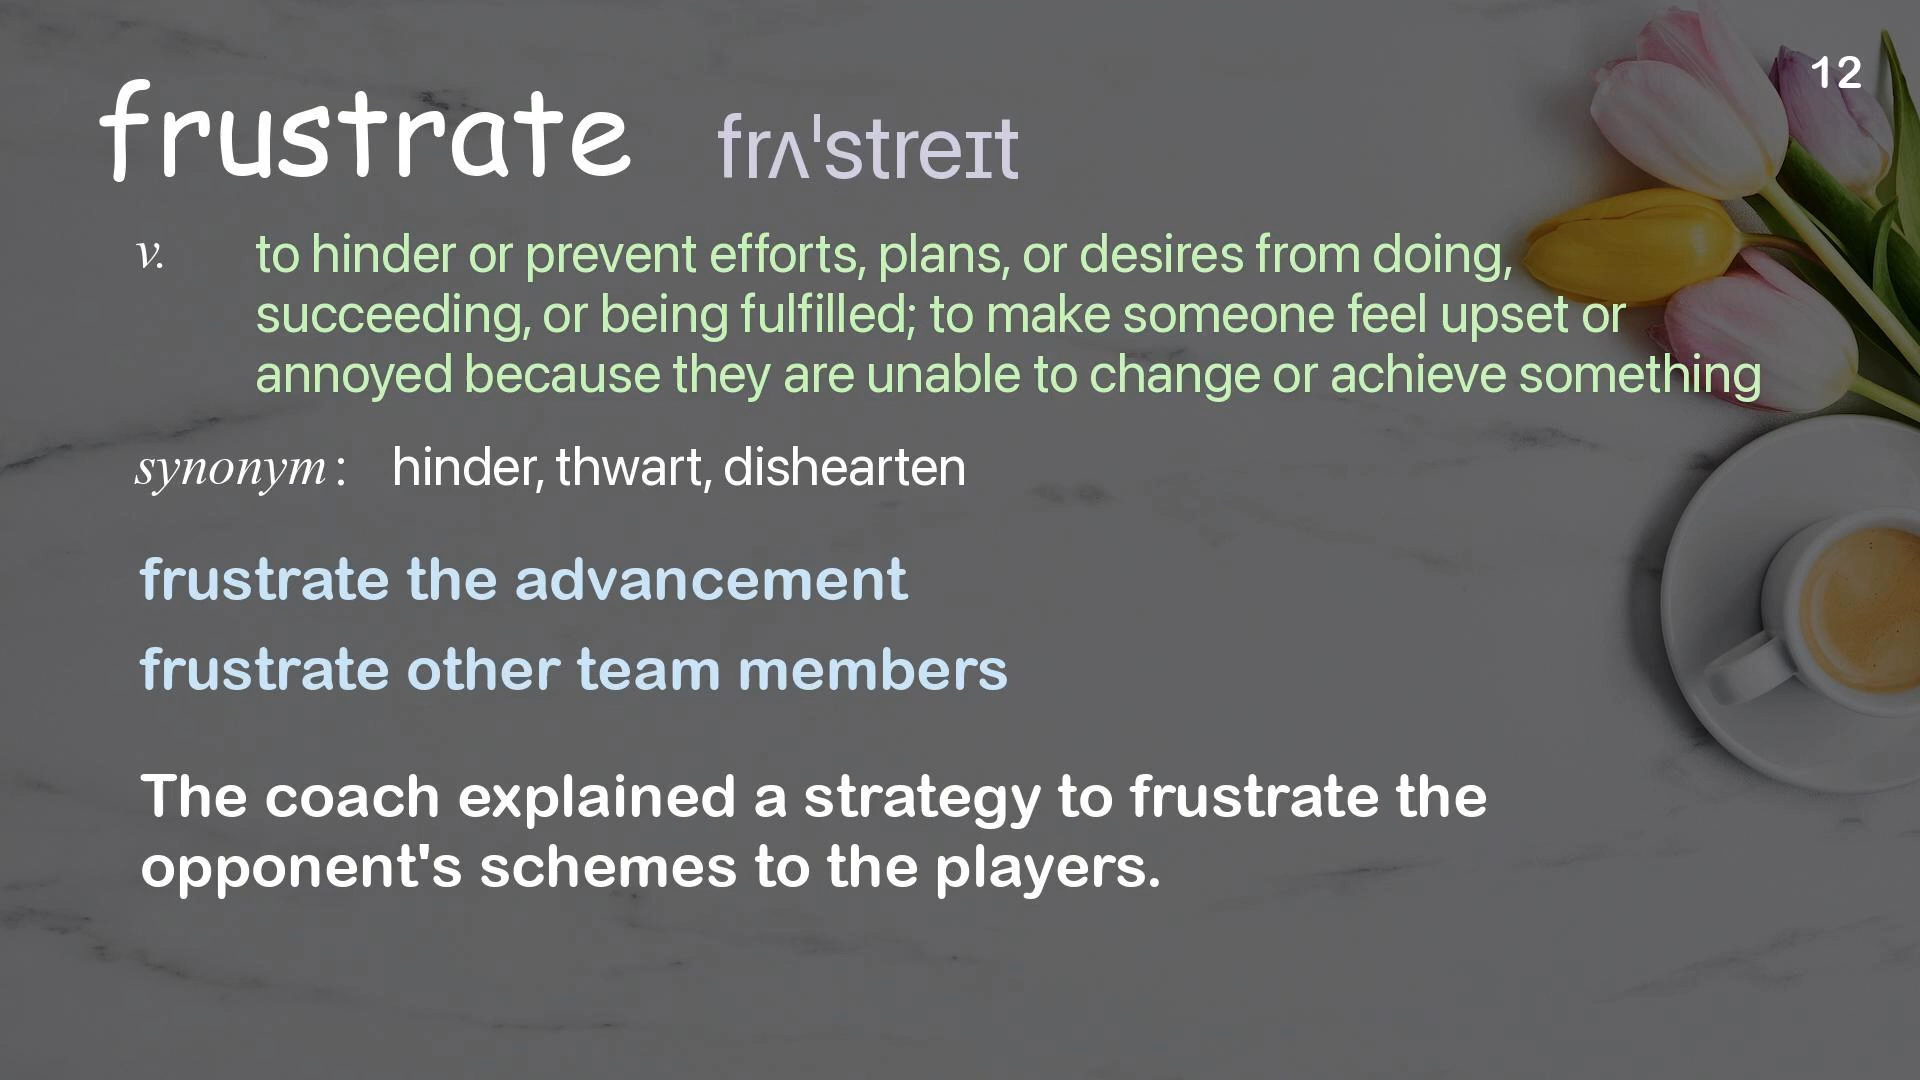 12
frustrate frʌˈstreɪt
v. to hinder or prevent efforts, plans, or desires from doing,
succeeding, or being fulfilled; to make someone feel upset or
annoyed because they are unable to change or achieve something
synonym: hinder, thwart, dishearten
frustrate the advancement
frustrate other team members
The coach explained a strategy to frustrate the
opponent's schemes to the players.